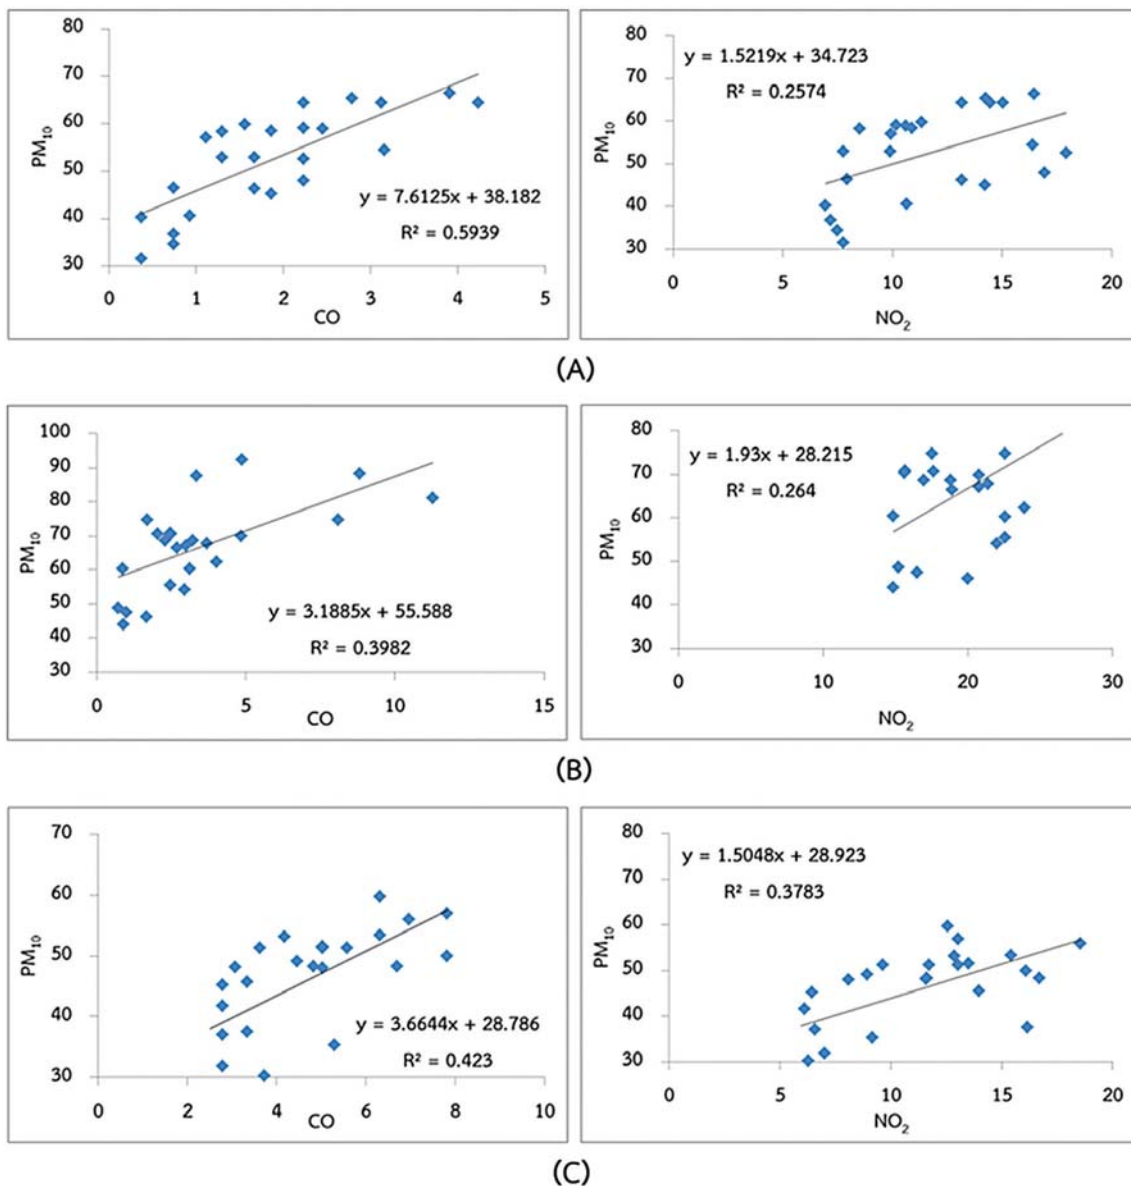 80
70
60
50
40
30
PM10
0 1 2 3 4 5
CO
y = 7.6125x + 38.182
R² = 0.5939
80
70
60
50
40
30
PM10
0 5 10 15 20
NO2
y = 1.5219x + 34.723
R² = 0.2574
(A)
100
90
80
70
60
50
40
30
PM10
0 5 10 15
CO
y = 3.1885x + 55.588
R² = 0.3982
80
70
60
50
40
30
PM10
0 10 20 30
NO2
y = 1.93x + 28.215
R² = 0.264
(B)
70
60
50
40
30
PM10
0 2 4 6 8 10
CO
y = 3.6644x + 28.786
R² = 0.423
80
70
60
50
40
30
PM10
0 5 10 15 20
NO2
y = 1.5048x + 28.923
R² = 0.3783
(C)